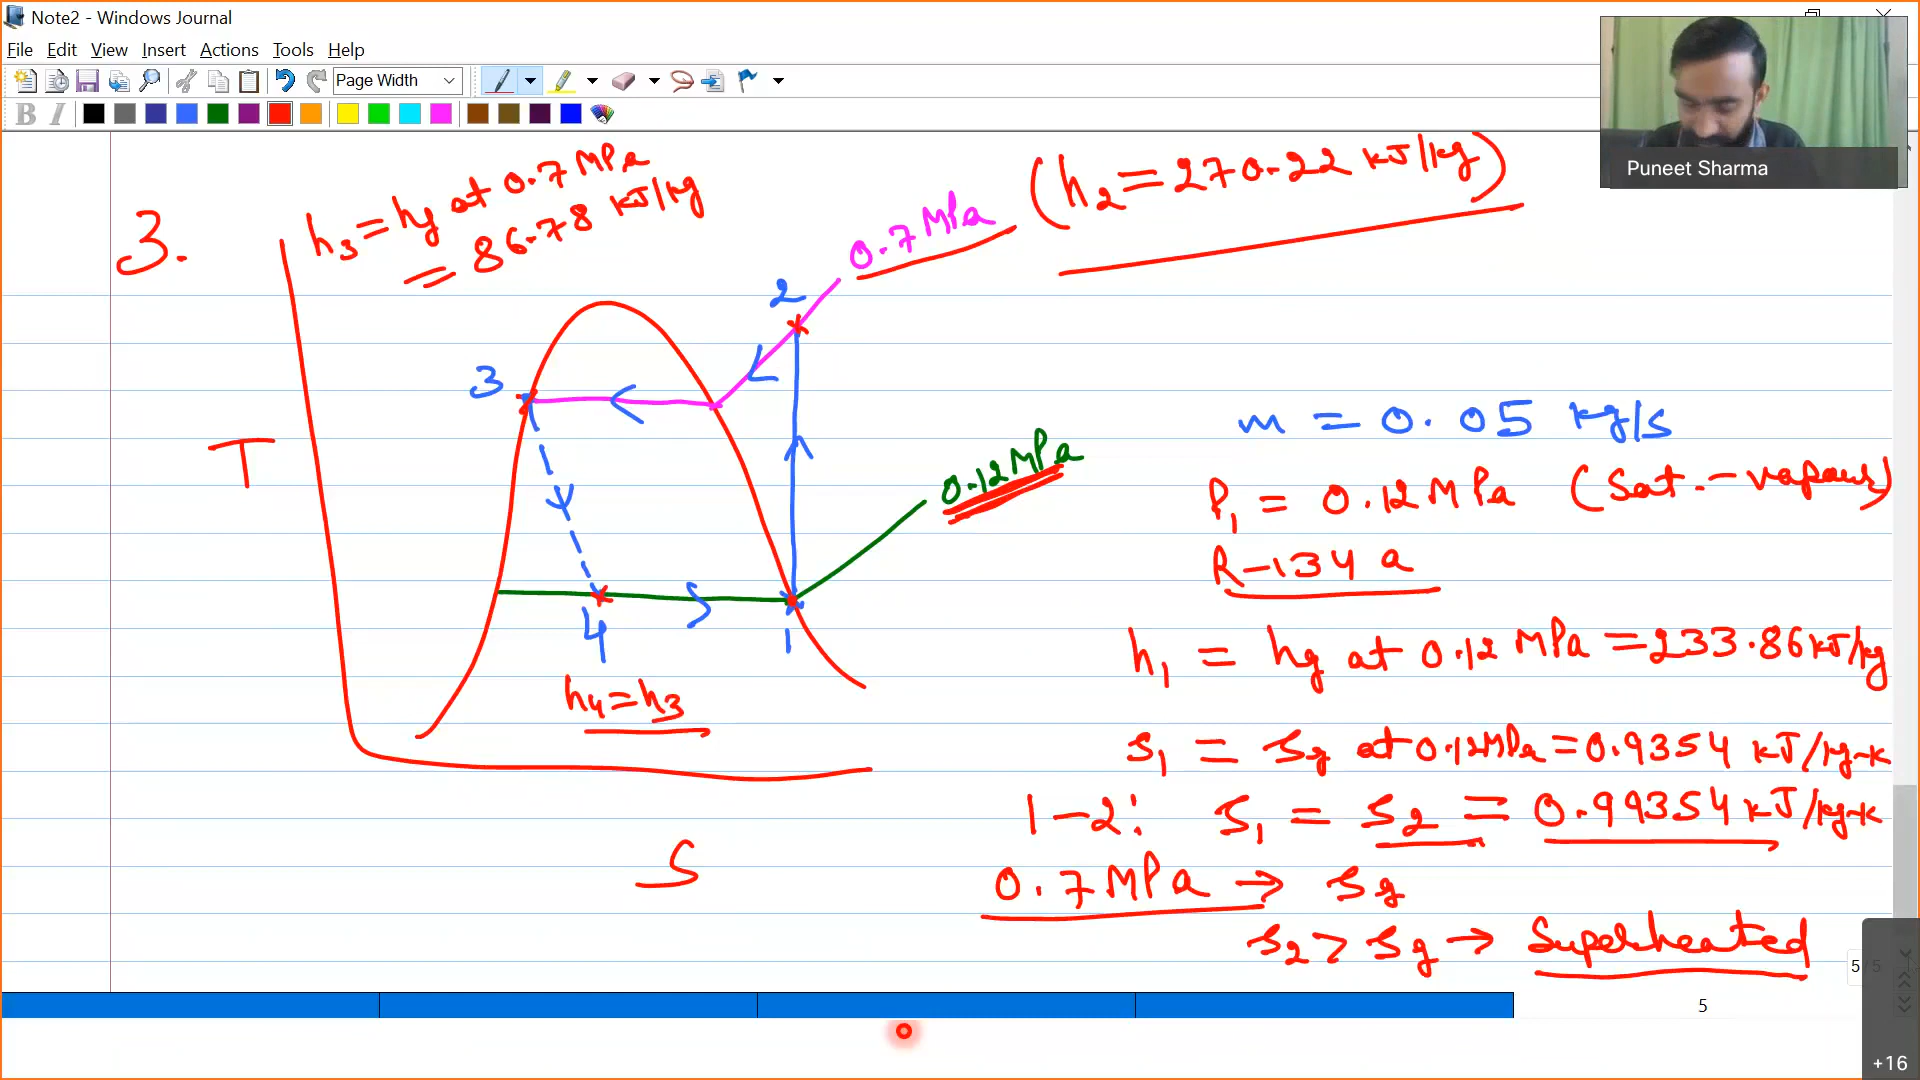 Note2 - Windows Journal
File Edit View Insert Actions Tools Help
Page Width
B I
Puneet Sharma
3.
h3 = hg at 0.7 MPa
= 86.78 kJ/kg
0.7 MPa
(h2 = 270.22 kJ/kg)
2
3
T
0.12 MPa
4
1
h4 = h3
S
m = 0.05 kg/s
P1 = 0.12 MPa (Sat. - vapour)
R-134 a
h1 = hg at 0.12 MPa = 233.86 kJ/kg
s1 = sg at 0.12 MPa = 0.9354 kJ/kg-K
1-2: s1 = s2 = 0.99354 kJ/kg-K
0.7 MPa → sg
s2 > sg → Superheated
5/5
5
+16